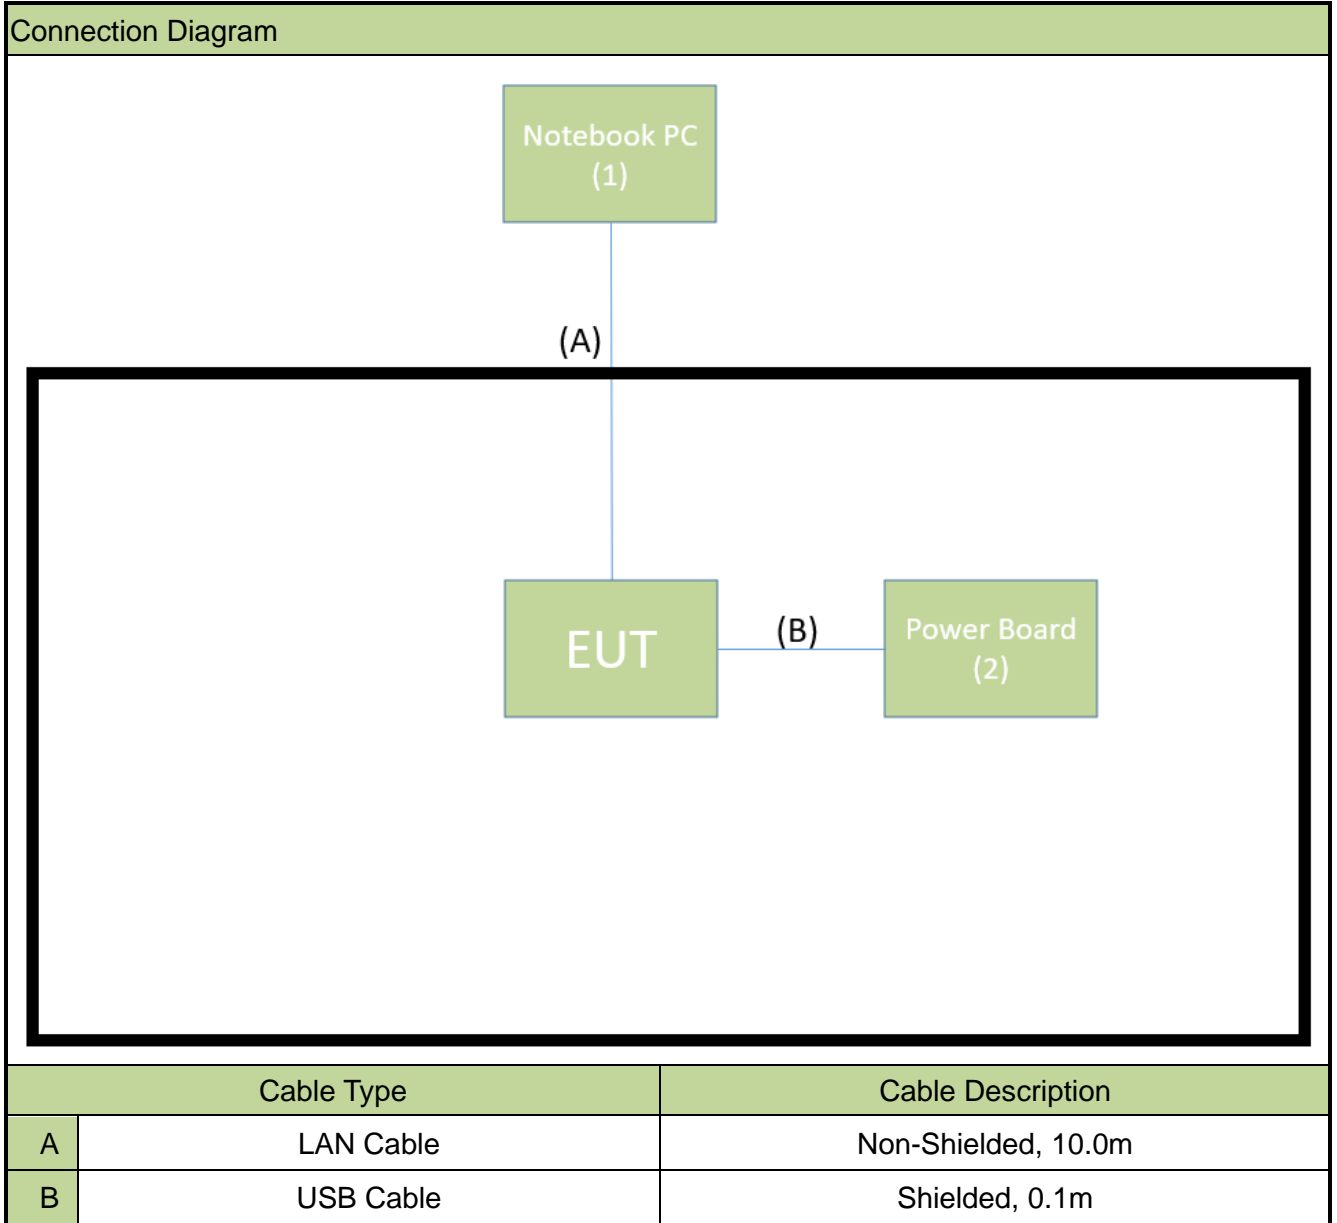 Connection Diagram
Notebook PC
(1)
(A)
EUT
(B)
Power Board
(2)
Cable Type Cable Description
A LAN Cable Non-Shielded, 10.0m
B USB Cable Shielded, 0.1m